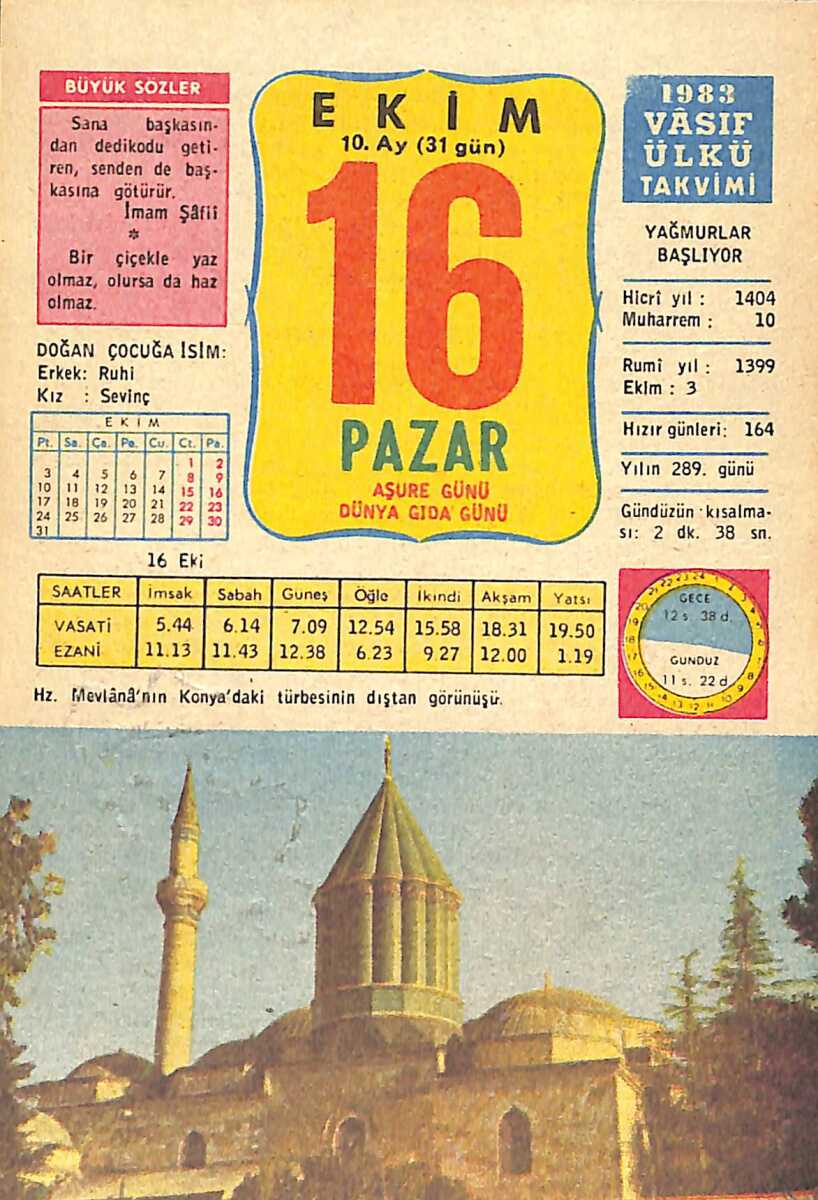 BÜYÜK SÖZLER
Sana başkasın-
dan dedikodu geti-
ren, senden de baş-
kasına götürür.
İmam Şâfiî
*
Bir çiçekle yaz
olmaz, olursa da haz
olmaz.
DOĞAN ÇOCUĞA İSİM:
Erkek: Ruhi
Kız : Sevinç
EKİM
Pt. Sa. Ça. Pe. Cu. Ct. Pa.
1 2
3 4 5 6 7 8 9
10 11 12 13 14 15 16
17 18 19 20 21 22 23
24 25 26 27 28 29 30
31
EKİM
10. Ay (31 gün)
16
PAZAR
AŞURE GÜNÜ
DÜNYA GIDA GÜNÜ
1983
VÂSIF
ÜLKÜ
TAKVİMİ
YAĞMURLAR
BAŞLIYOR
Hicrî yıl : 1404
Muharrem : 10
Rumî yıl : 1399
Ekim : 3
Hızır günleri: 164
Yılın 289. günü
Gündüzün kısalma-
sı: 2 dk. 38 sn.
16 Eki
SAATLER İmsak Sabah Guneş Öğle İkindi Akşam Yatsı
VASATİ 5.44 6.14 7.09 12.54 15.58 18.31 19.50
EZANİ 11.13 11.43 12.38 6.23 9.27 12.00 1.19
GECE
12 s. 38 d.
GUNDUZ
11 s. 22 d
Hz. Mevlânâ'nın Konya'daki türbesinin dıştan görünüşü.